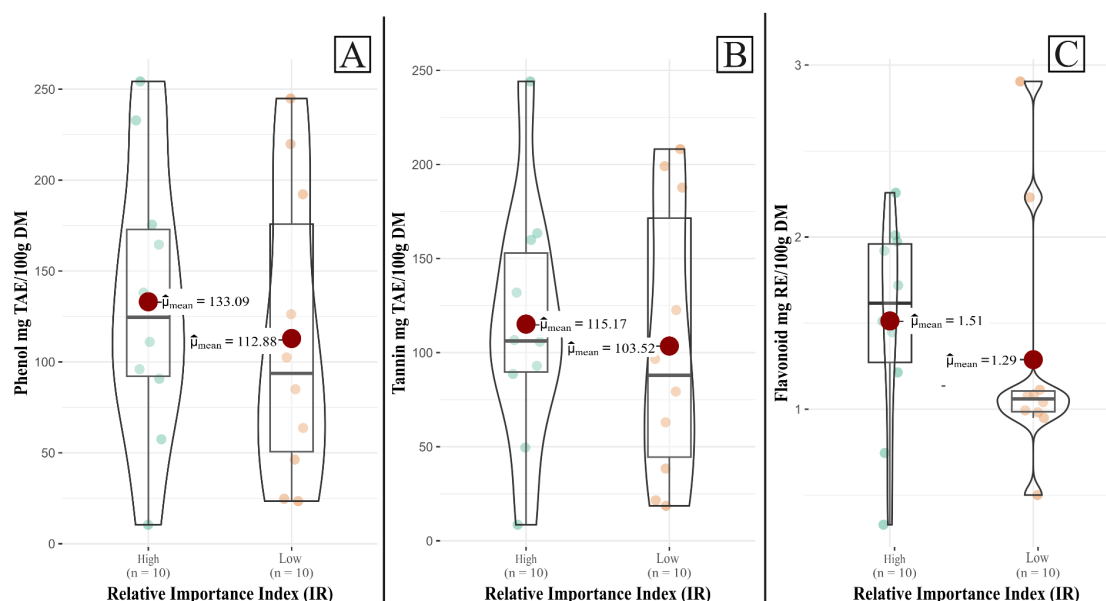 A
Phenol mg TAE/100g DM
250
200
150
100
50
0
μ̂mean = 133.09
μ̂mean = 112.88
High
(n = 10)
Low
(n = 10)
Relative Importance Index (IR)
B
Tannin mg TAE/100g DM
250
200
150
100
50
0
μ̂mean = 115.17
μ̂mean = 103.52
High
(n = 10)
Low
(n = 10)
Relative Importance Index (IR)
C
Flavonoid mg RE/100g DM
3
2
1
μ̂mean = 1.51
μ̂mean = 1.29
High
(n = 10)
Low
(n = 10)
Relative Importance Index (IR)